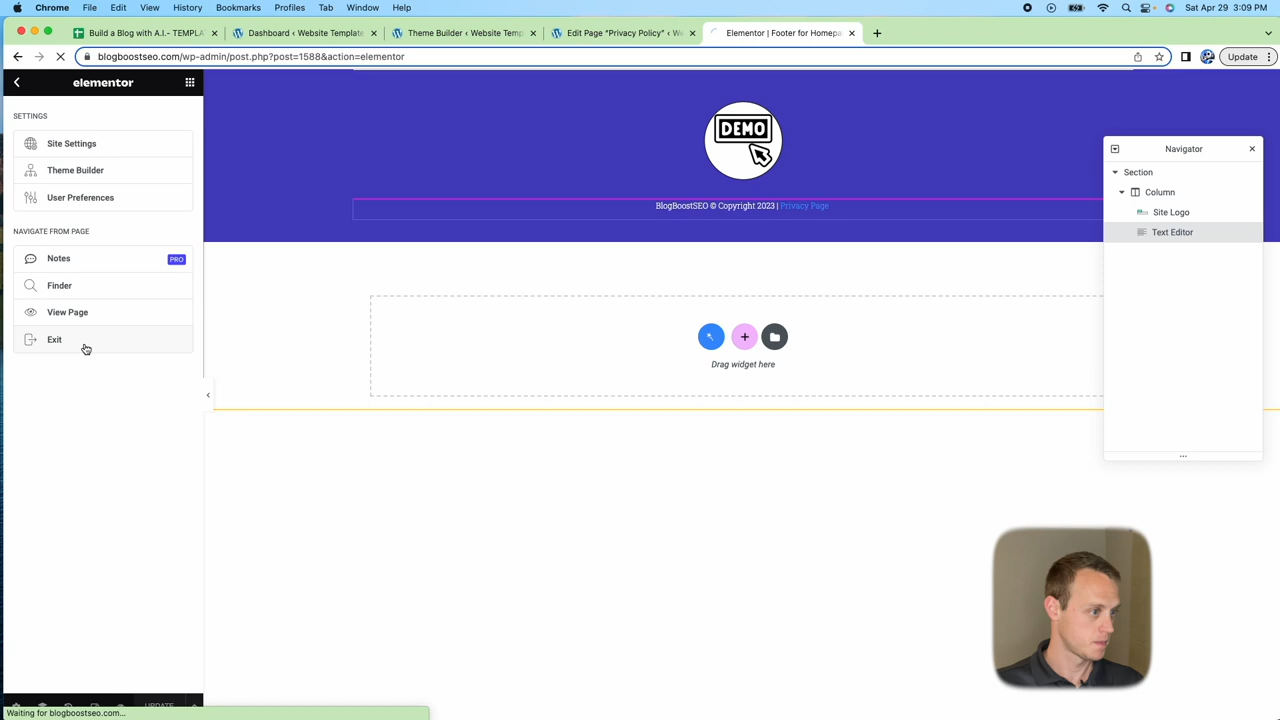 Chrome File Edit View History Bookmarks Profiles Tab Window Help Sat Apr 29 3:09 PM
Build a Blog with A.I.- TEMPLA Dashboard ‹ Website Template Theme Builder ‹ Website Temp Edit Page "Privacy Policy" ‹ W Elementor | Footer for Homepa
blogboostseo.com/wp-admin/post.php?post=1588&action=elementor Update
elementor
SETTINGS
Site Settings
Theme Builder
User Preferences
NAVIGATE FROM PAGE
Notes PRO
Finder
View Page
Exit
DEMO
BlogBoostSEO © Copyright 2023 | Privacy Page
Drag widget here
Navigator
Section
Column
Site Logo
Text Editor
UPDATE
Waiting for blogboostseo.com...